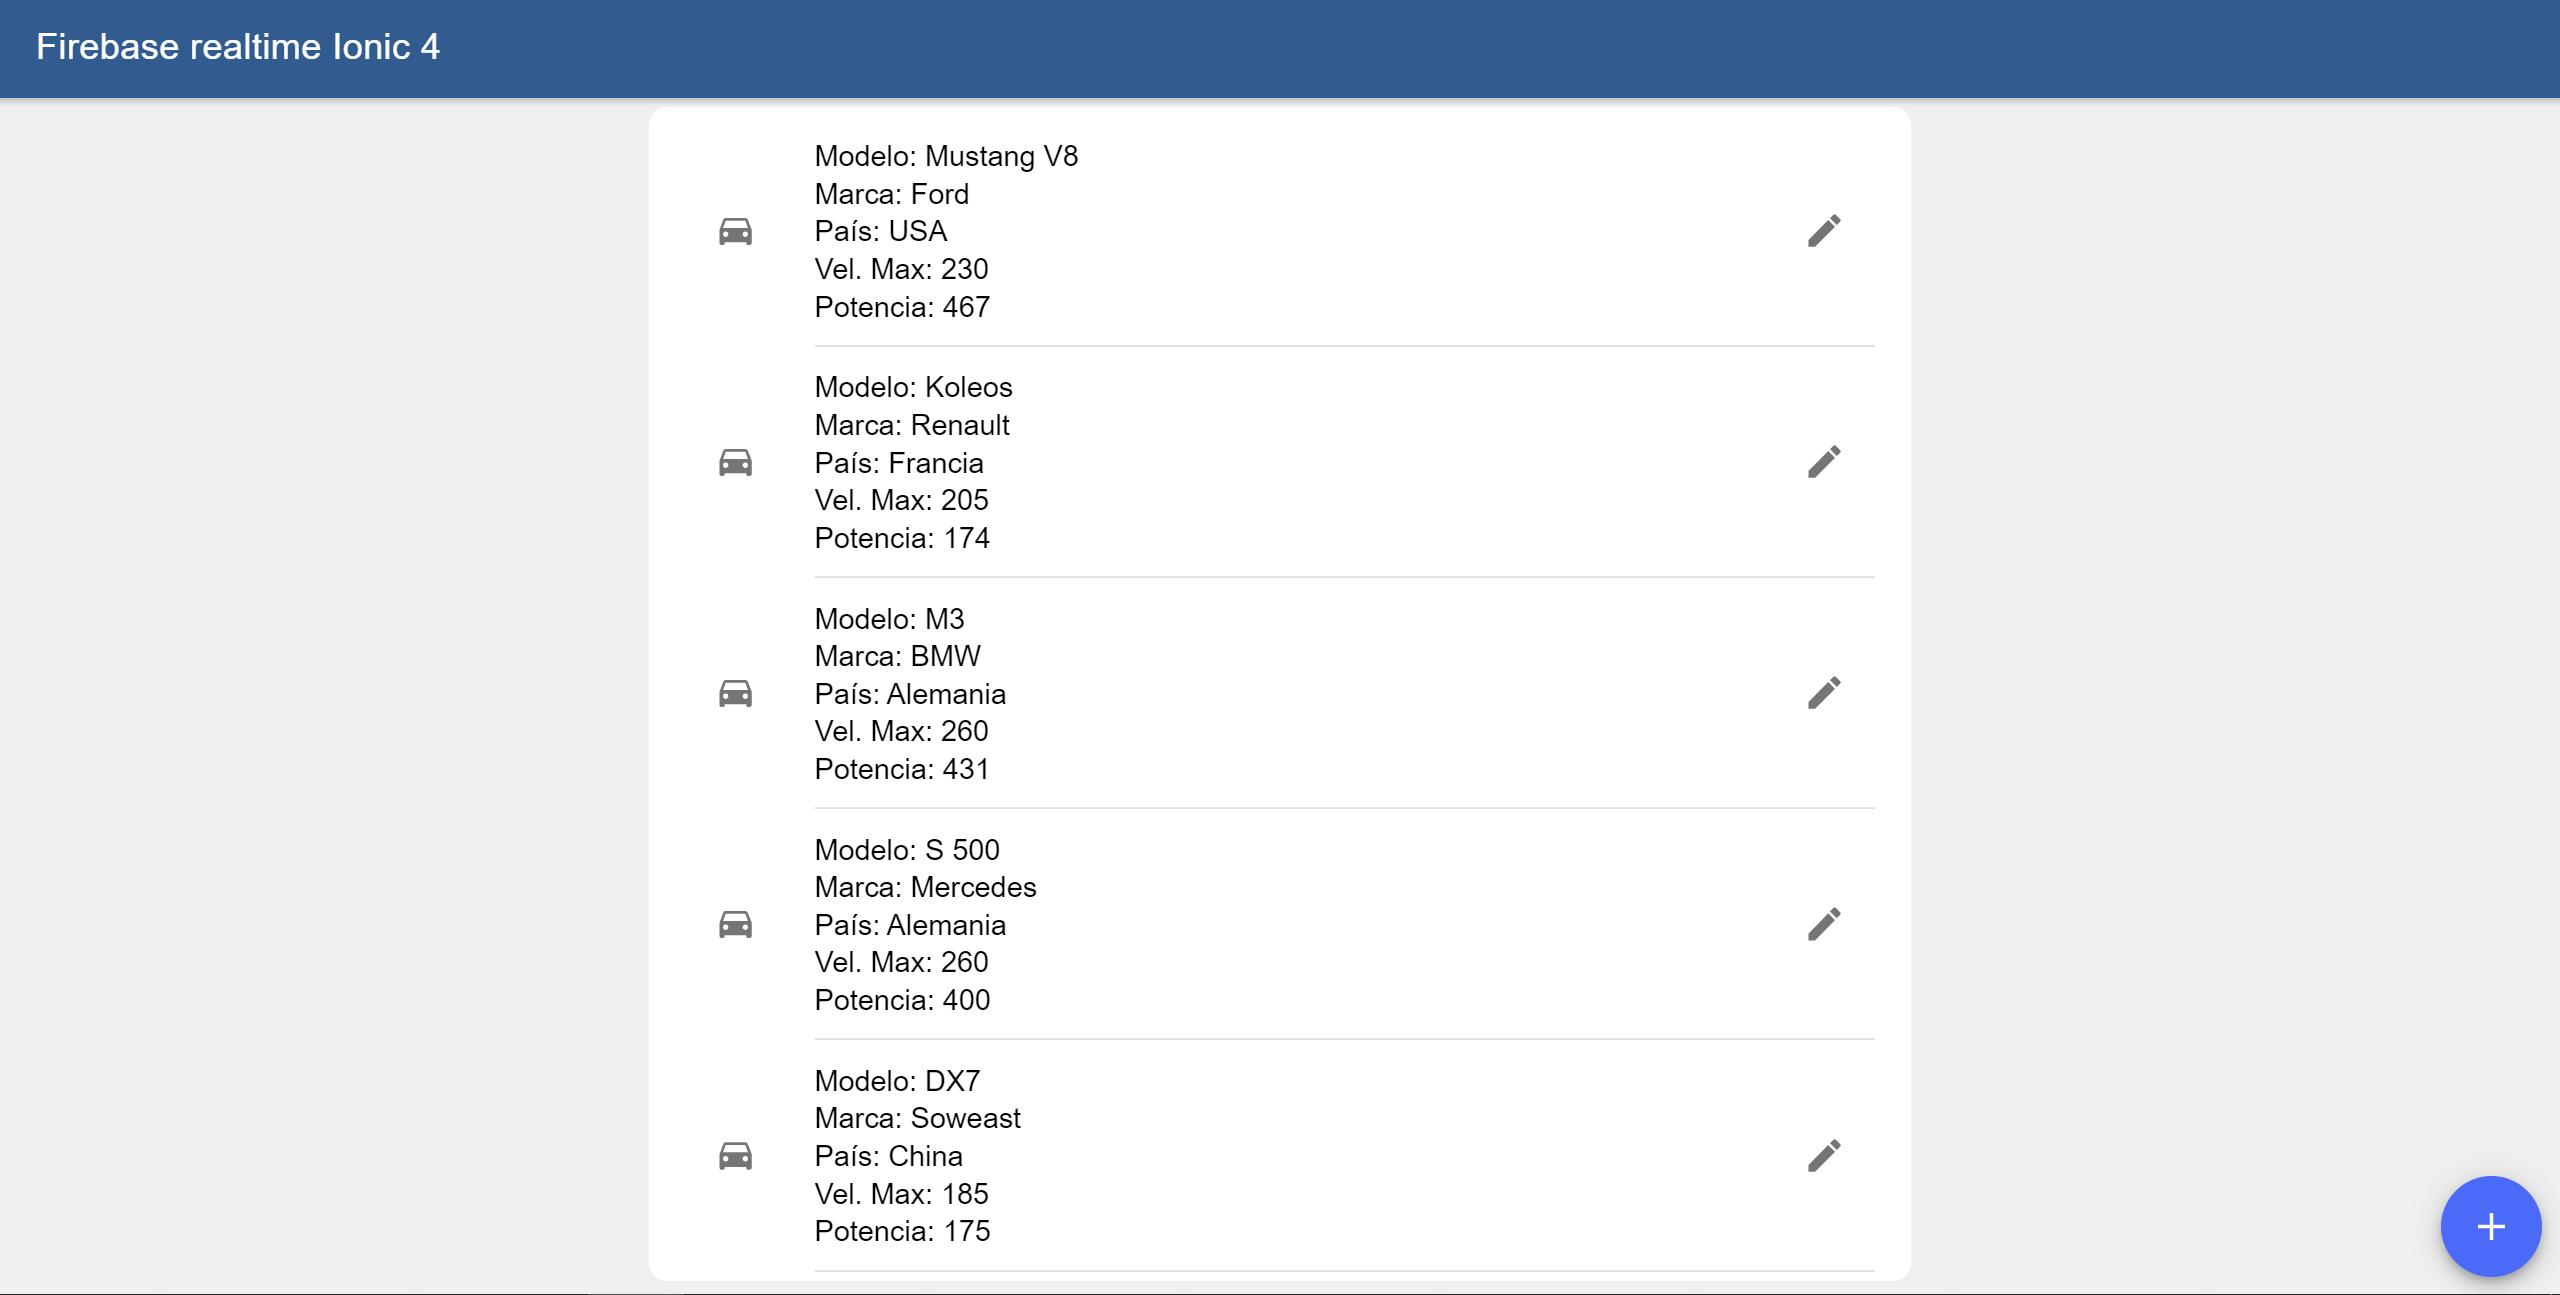 Firebase realtime Ionic 4
Modelo: Mustang V8
Marca: Ford
País: USA
Vel. Max: 230
Potencia: 467
Modelo: Koleos
Marca: Renault
País: Francia
Vel. Max: 205
Potencia: 174
Modelo: M3
Marca: BMW
País: Alemania
Vel. Max: 260
Potencia: 431
Modelo: S 500
Marca: Mercedes
País: Alemania
Vel. Max: 260
Potencia: 400
Modelo: DX7
Marca: Soweast
País: China
Vel. Max: 185
Potencia: 175